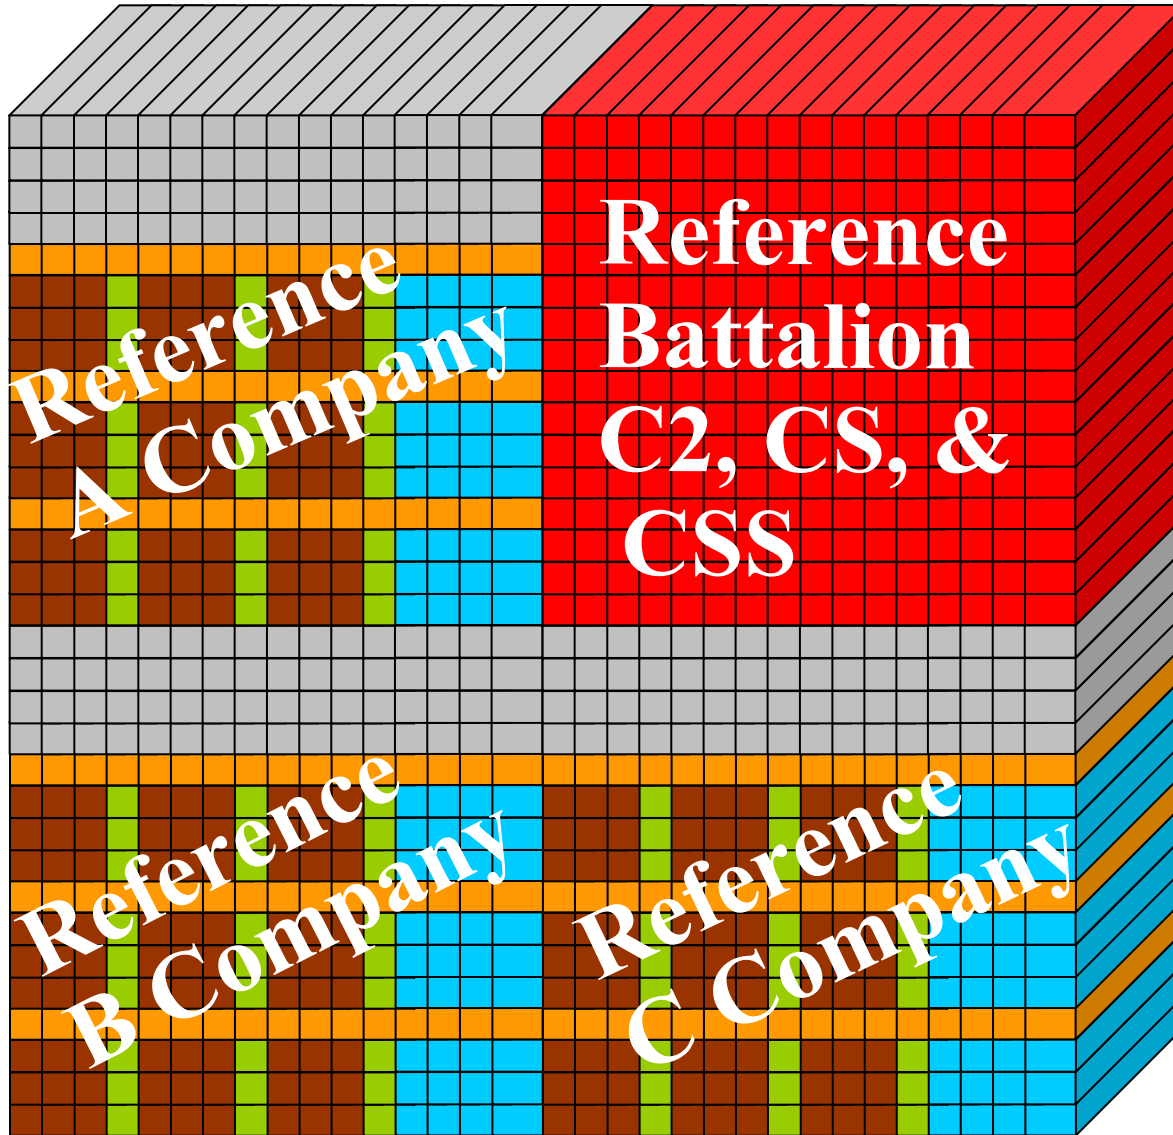 Reference
Battalion
C2, CS, &
CSS
Reference
A Company
Reference
B Company
Reference
C Company